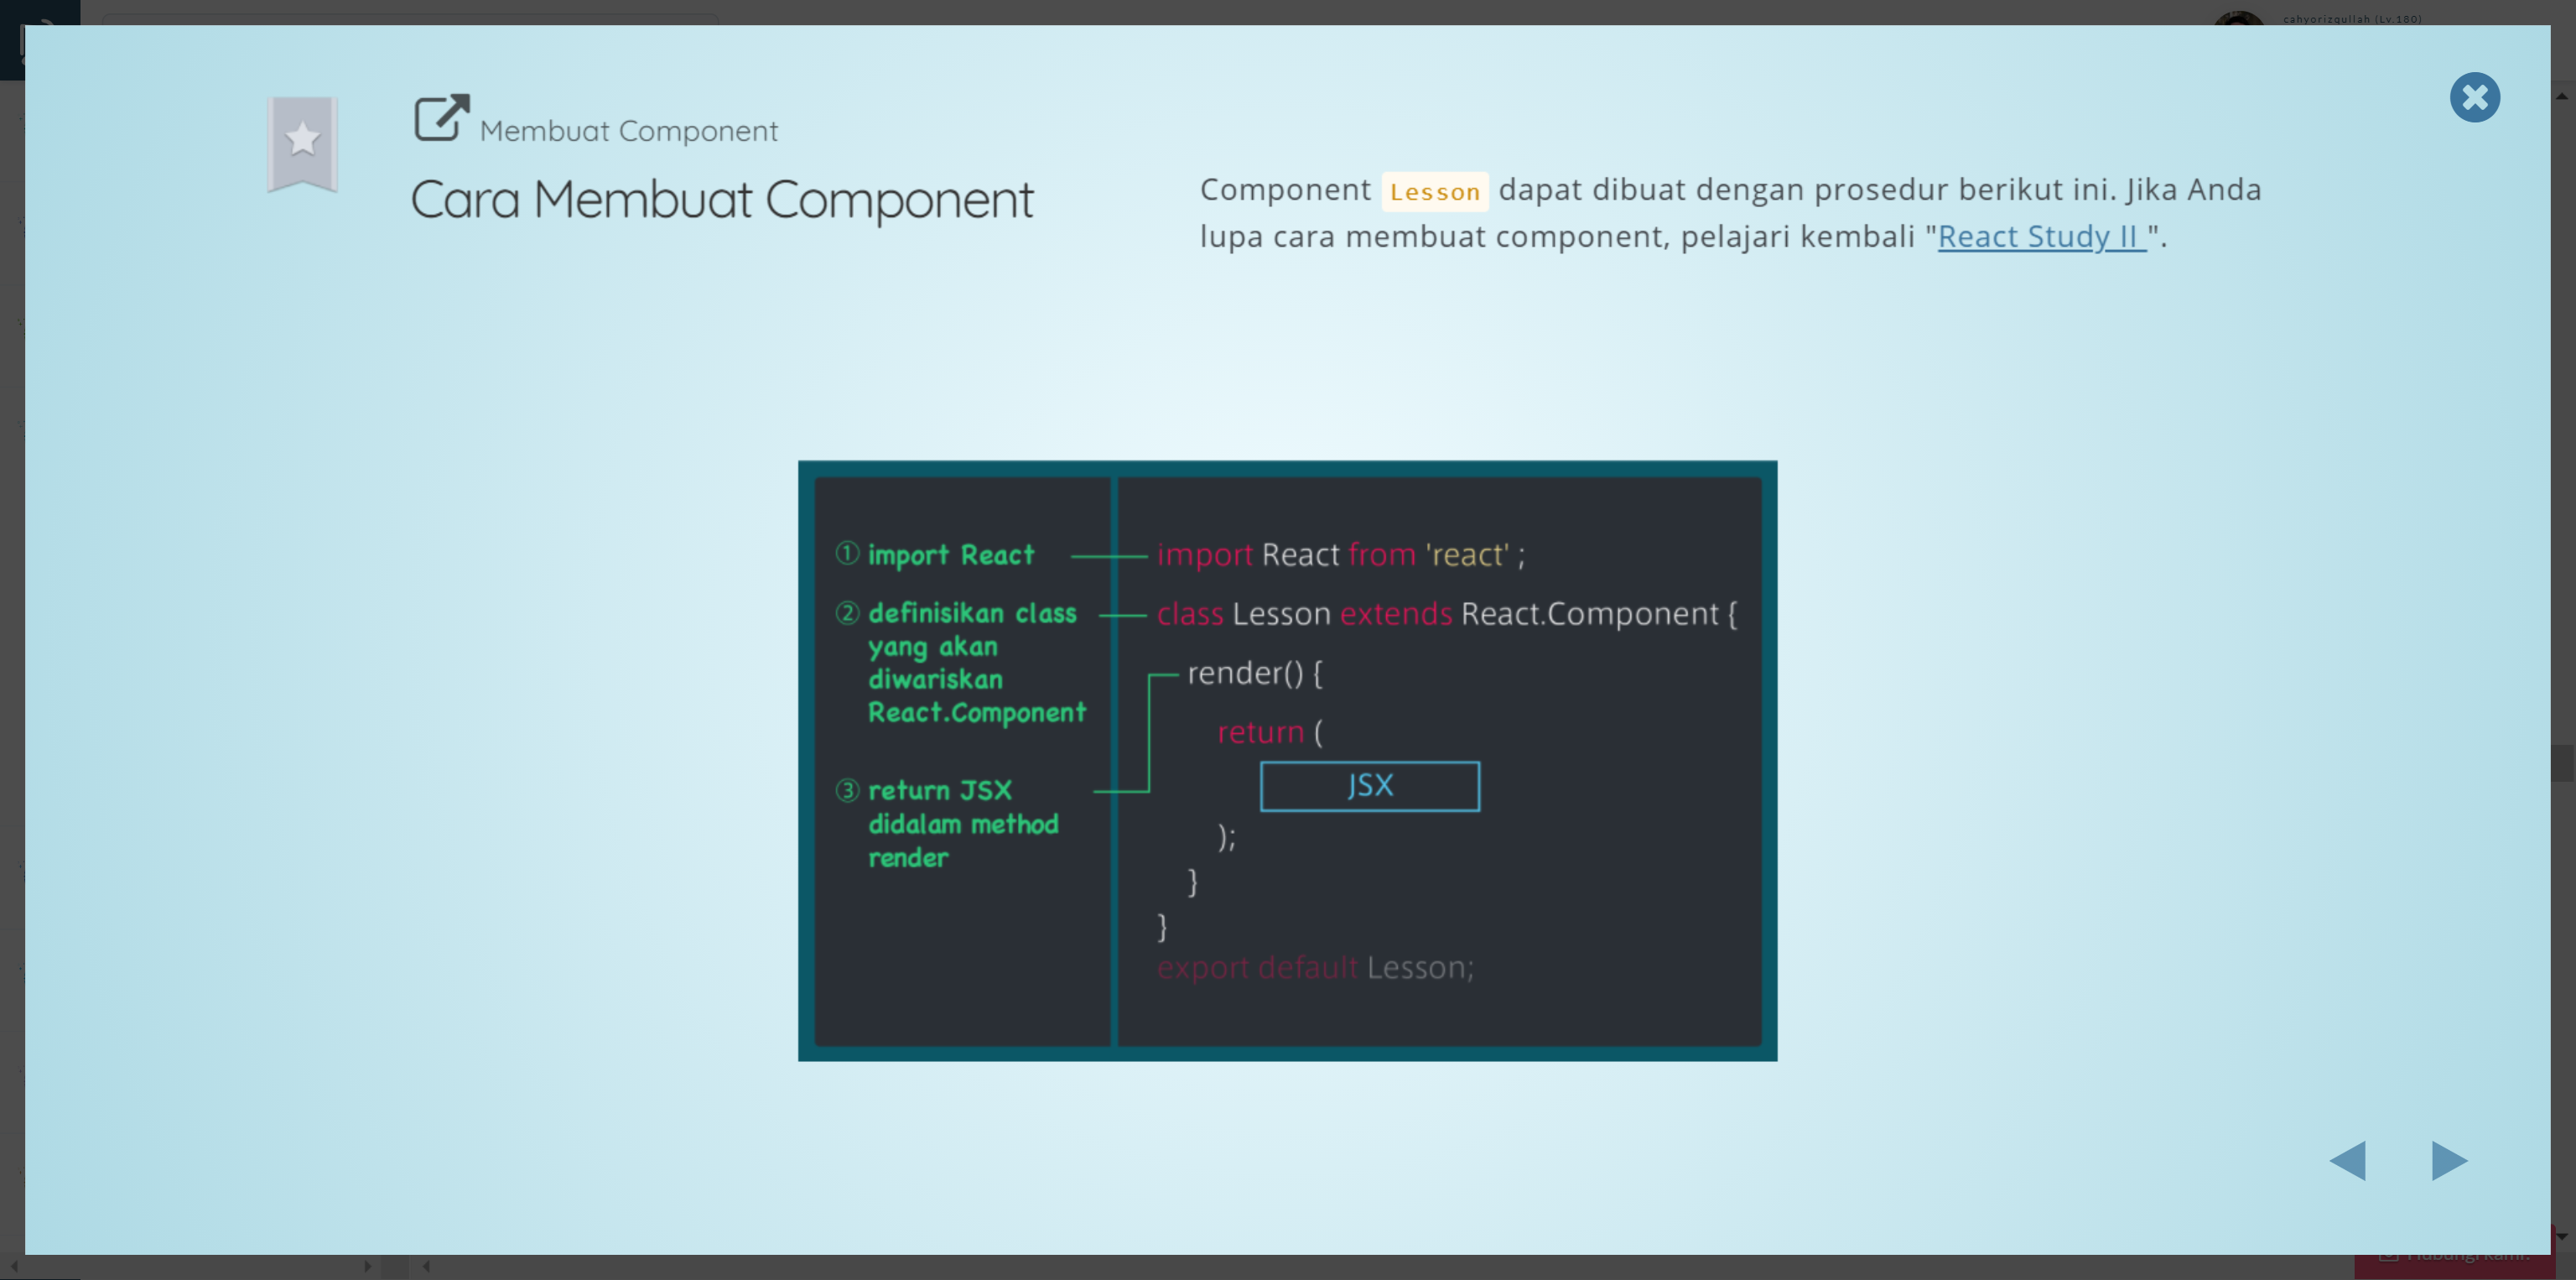 cahyorizqullah (Lv.180)
Membuat Component
Cara Membuat Component
Component Lesson dapat dibuat dengan prosedur berikut ini. Jika Anda
lupa cara membuat component, pelajari kembali "React Study II ".
① import React
② definisikan class
yang akan
diwariskan
React.Component
③ return JSX
didalam method
render
import React from 'react' ;
class Lesson extends React.Component {
render() {
return (
JSX
);
}
}
export default Lesson;
Hubungi kami!